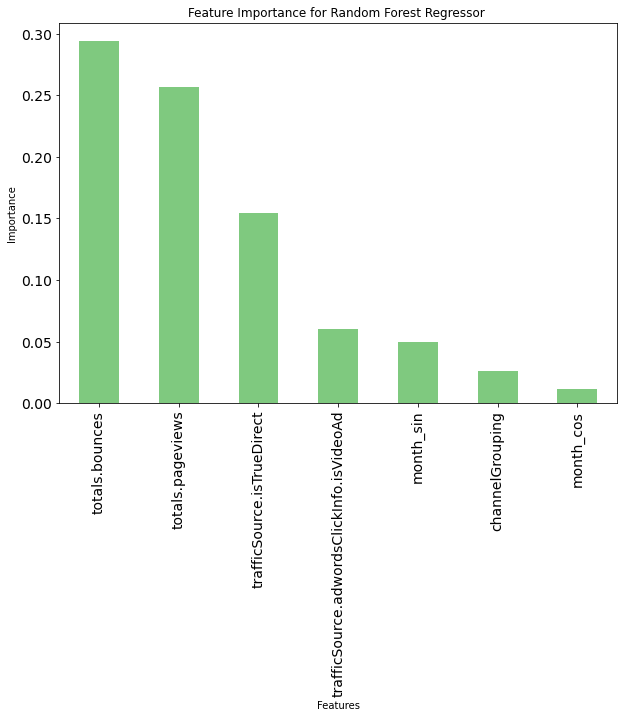 Feature Importance for Random Forest Regressor
0.30
0.25
0.20
0.15
0.10
0.05
0.00
Importance
totals.bounces
totals.pageviews
trafficSource.isTrueDirect
trafficSource.adwordsClickInfo.isVideoAd
month_sin
channelGrouping
month_cos
Features